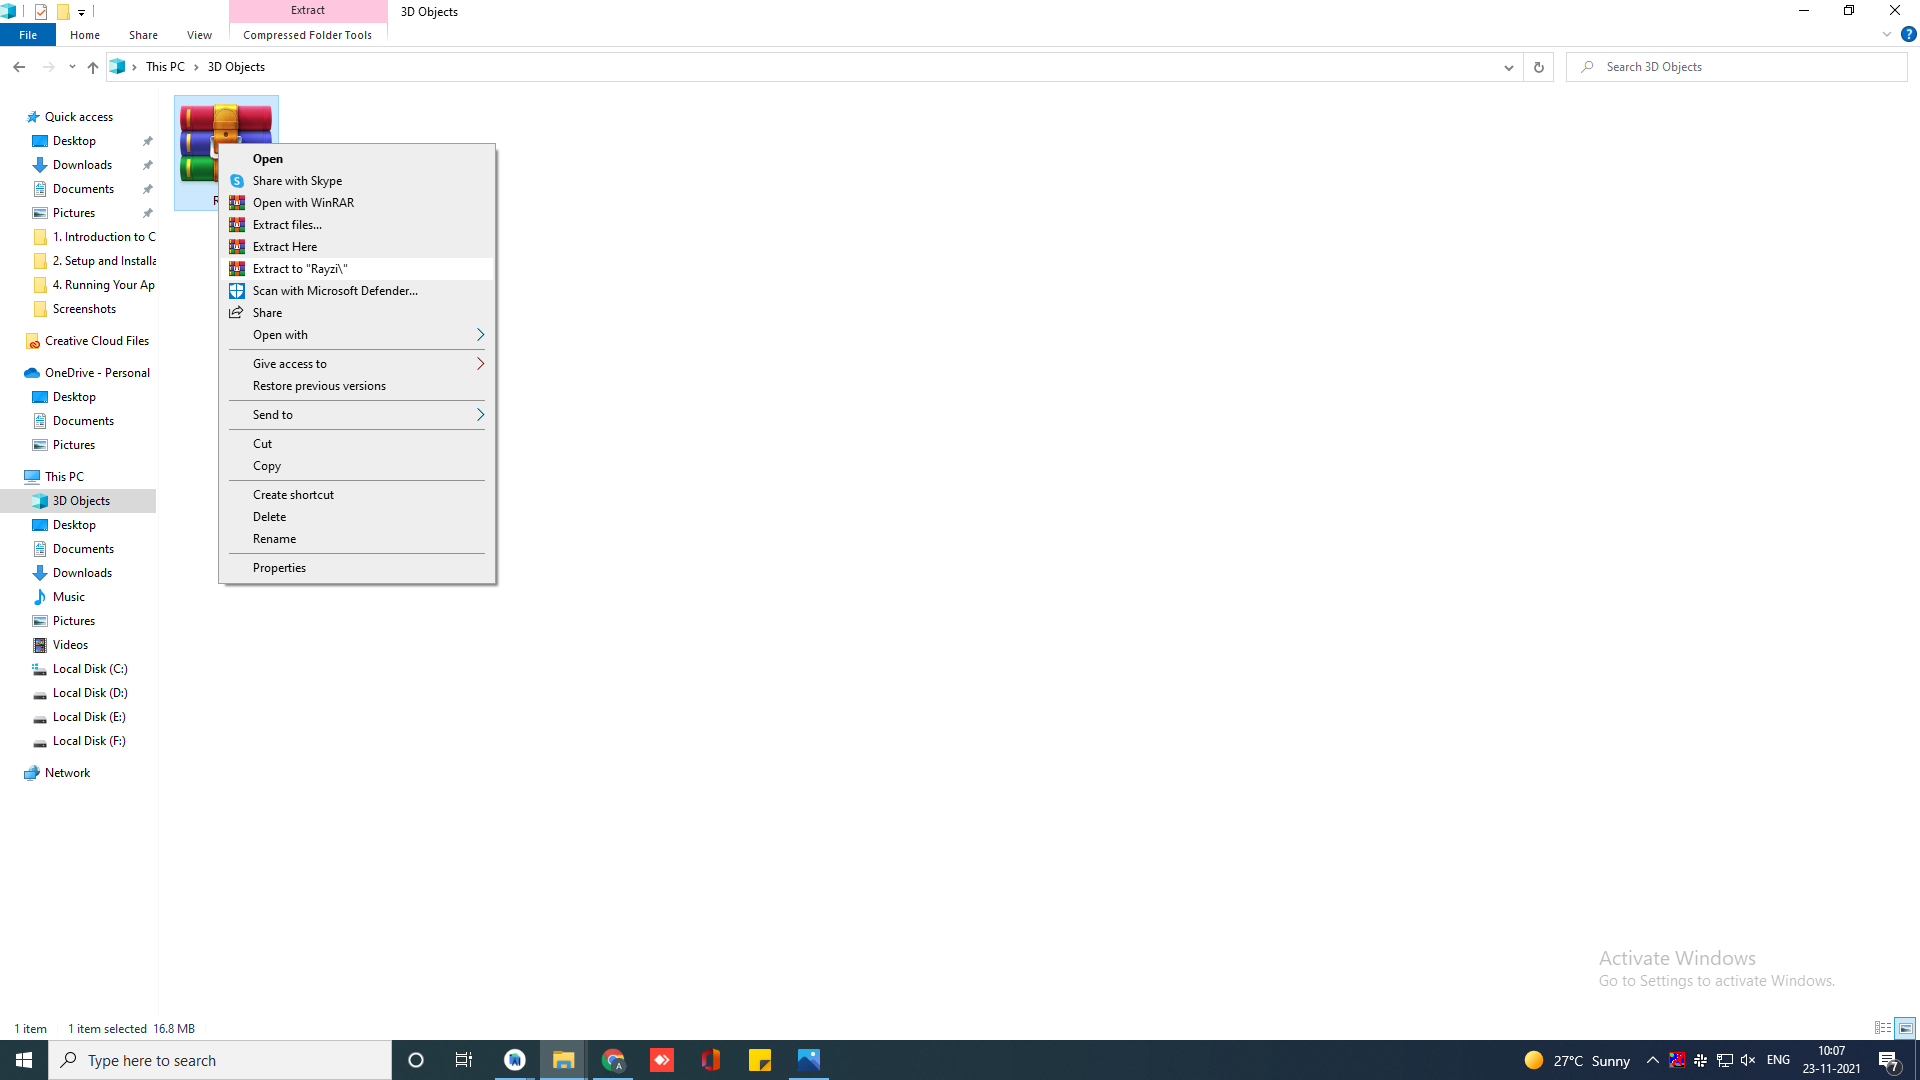 Extract
3D Objects
File
Home
Share
View
Compressed Folder Tools
This PC
3D Objects
Search 3D Objects
Quick access
Desktop
Downloads
Documents
Pictures
1. Introduction to C
2. Setup and Installa
4. Running Your Ap
Screenshots
Creative Cloud Files
OneDrive - Personal
Desktop
Documents
Pictures
This PC
3D Objects
Desktop
Documents
Downloads
Music
Pictures
Videos
Local Disk (C:)
Local Disk (D:)
Local Disk (E:)
Local Disk (F:)
Network
R
Open
Share with Skype
Open with WinRAR
Extract files...
Extract Here
Extract to "Rayzi\"
Scan with Microsoft Defender...
Share
Open with
Give access to
Restore previous versions
Send to
Cut
Copy
Create shortcut
Delete
Rename
Properties
Activate Windows
Go to Settings to activate Windows.
1 item
1 item selected 16.8 MB
Type here to search
27°C Sunny
ENG
10:07
23-11-2021
7